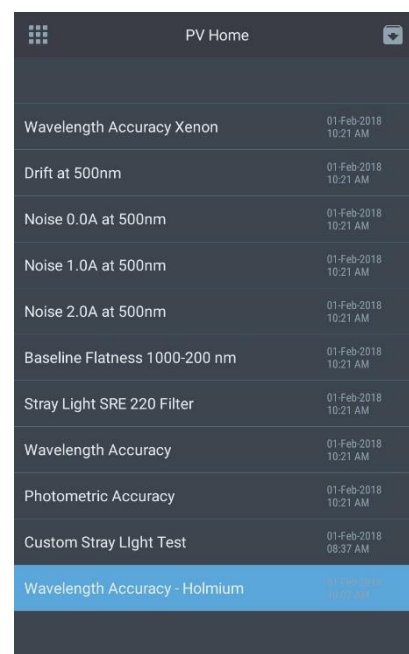 PV Home
Wavelength Accuracy Xenon
01-Feb-2018
10:21 AM
Drift at 500nm
01-Feb-2018
10:21 AM
Noise 0.0A at 500nm
01-Feb-2018
10:21 AM
Noise 1.0A at 500nm
01-Feb-2018
10:21 AM
Noise 2.0A at 500nm
01-Feb-2018
10:21 AM
Baseline Flatness 1000-200 nm
01-Feb-2018
10:21 AM
Stray Light SRE 220 Filter
01-Feb-2018
10:21 AM
Wavelength Accuracy
01-Feb-2018
10:21 AM
Photometric Accuracy
01-Feb-2018
10:21 AM
Custom Stray LIght Test
01-Feb-2018
08:37 AM
Wavelength Accuracy - Holmium
01-Feb-2018